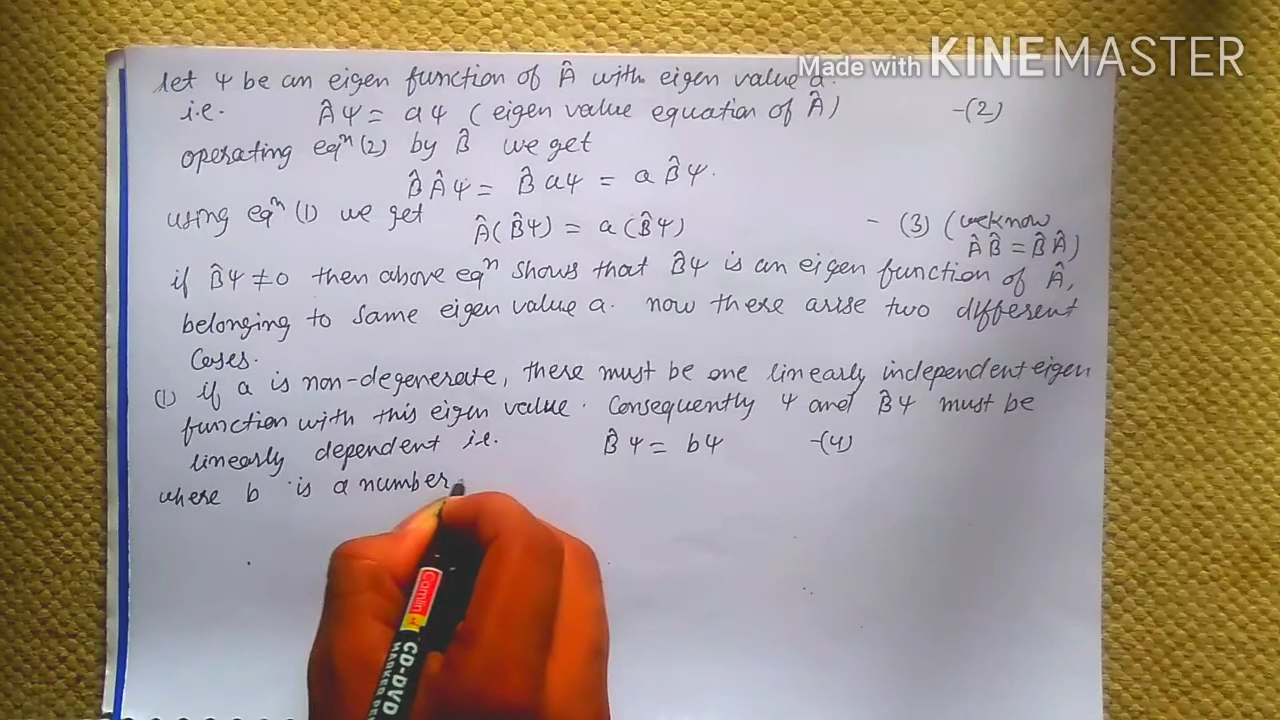 Made with KINEMASTER
let ψ be an eigen function of Â with eigen value a.
i.e. Âψ = aψ (eigen value equation of Â) -(2)
operating eqⁿ(2) by B̂ we get
B̂Âψ = B̂aψ = aB̂ψ.
using eqⁿ (1) we get
Â(B̂ψ) = a(B̂ψ) - (3) (we know
ÂB̂ = B̂Â)
if B̂ψ ≠ 0 then above eqⁿ shows that B̂ψ is an eigen function of Â,
belonging to same eigen value a. now there arise two different
cases.
(1) if a is non-degenerate, there must be one linearly independent eigen
function with this eigen value. Consequently ψ and B̂ψ must be
linearly dependent i.e. B̂ψ = bψ -(4)
where b is a number.
Camlin
CD-DVD